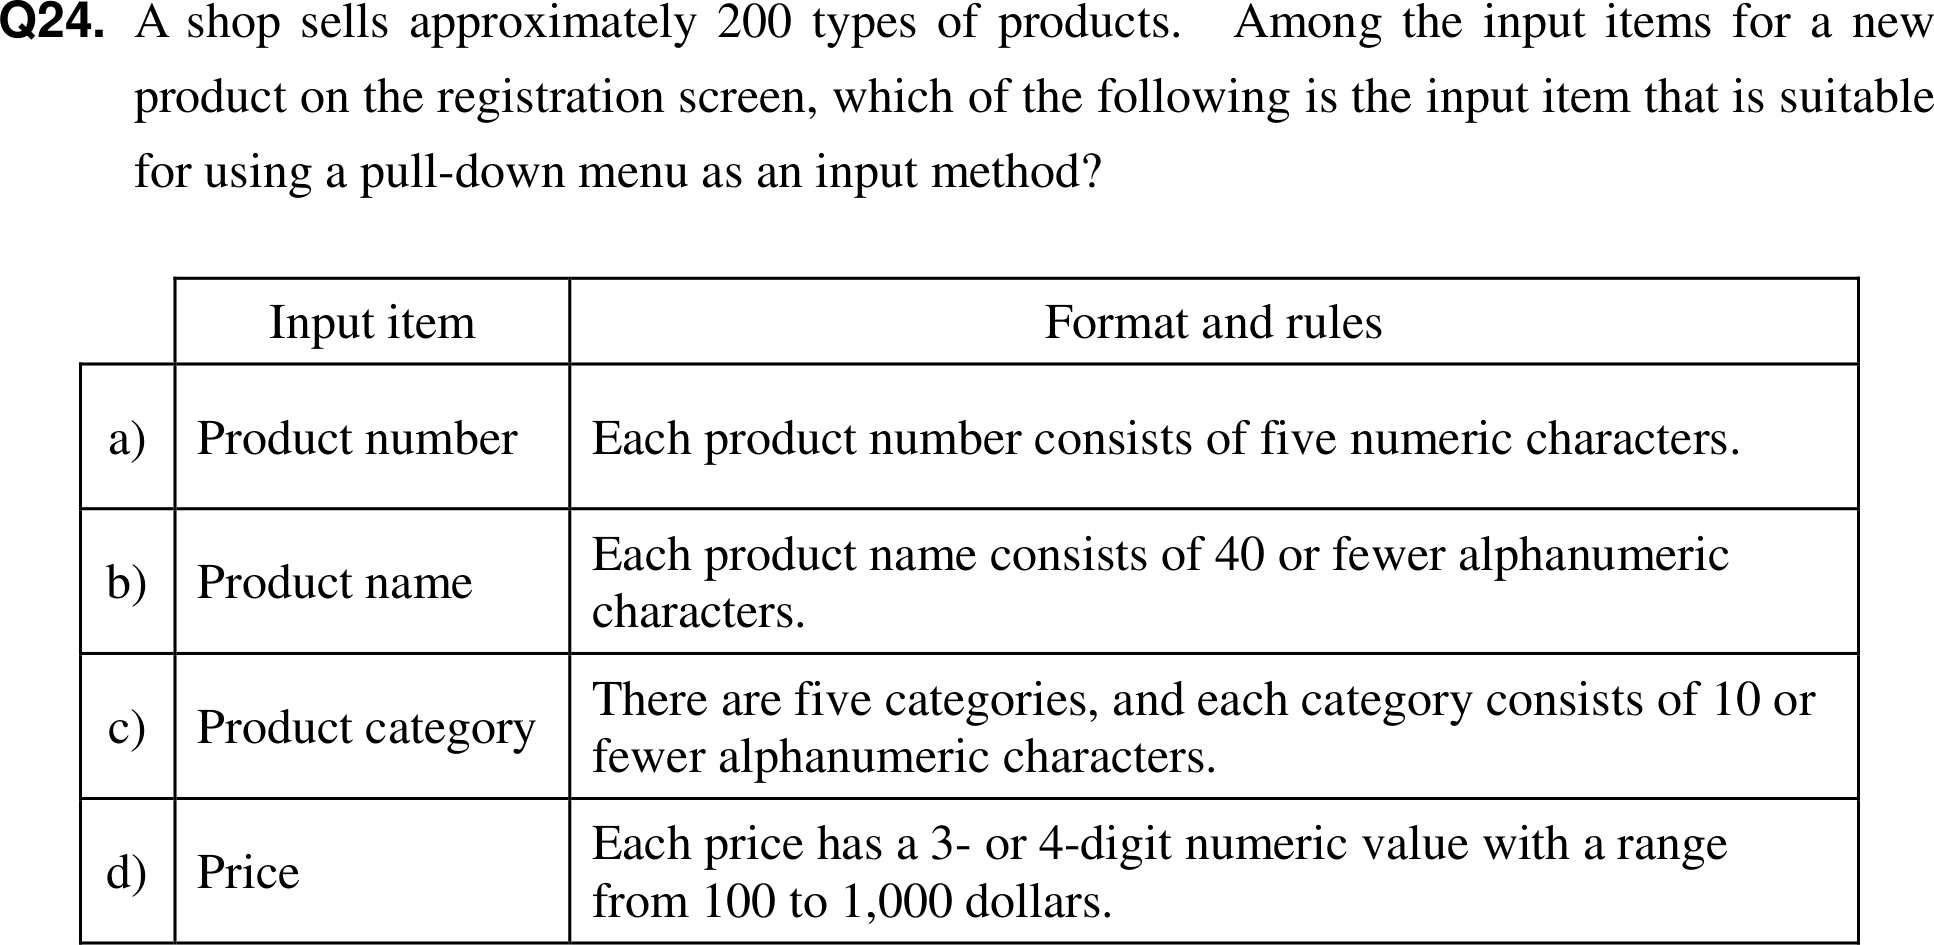 Q24. A shop sells approximately 200 types of products. Among the input items for a new
product on the registration screen, which of the following is the input item that is suitable
for using a pull-down menu as an input method?
Input item Format and rules
a) Product number Each product number consists of five numeric characters.
b) Product name Each product name consists of 40 or fewer alphanumeric
characters.
c) Product category There are five categories, and each category consists of 10 or
fewer alphanumeric characters.
d) Price Each price has a 3- or 4-digit numeric value with a range
from 100 to 1,000 dollars.